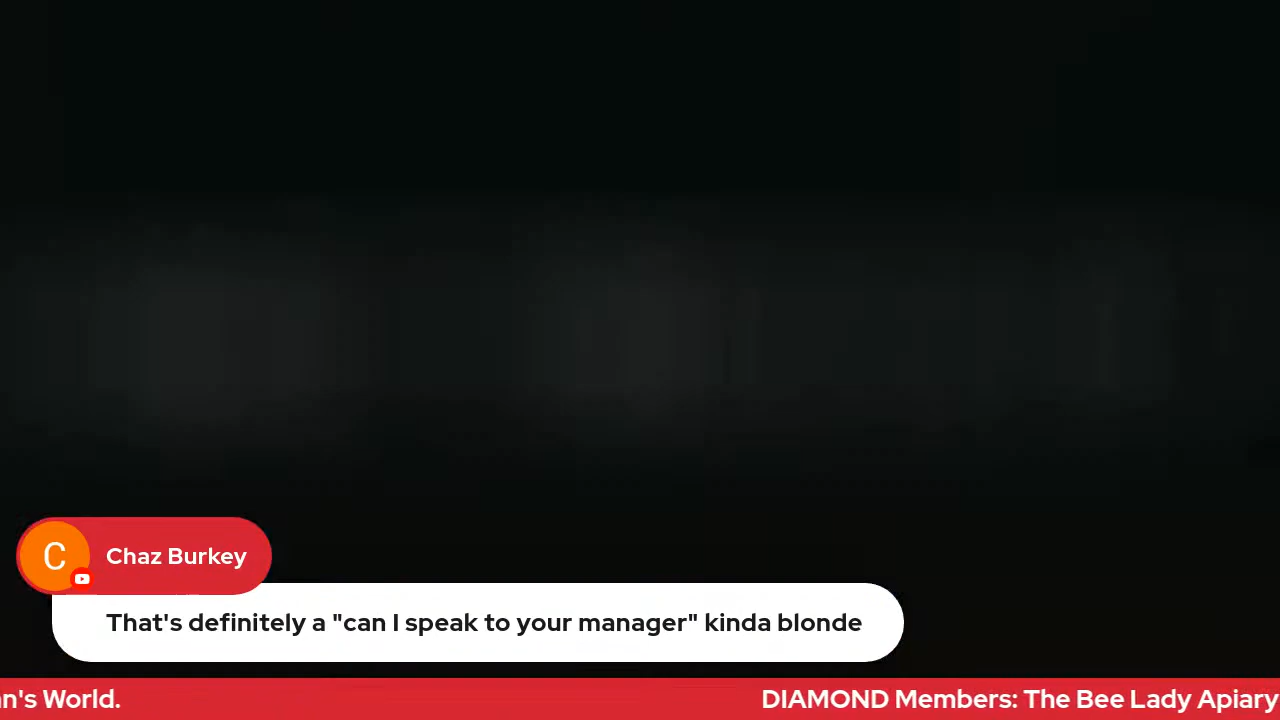 C
Chaz Burkey
That's definitely a "can I speak to your manager" kinda blonde
n's World. DIAMOND Members: The Bee Lady Apiary